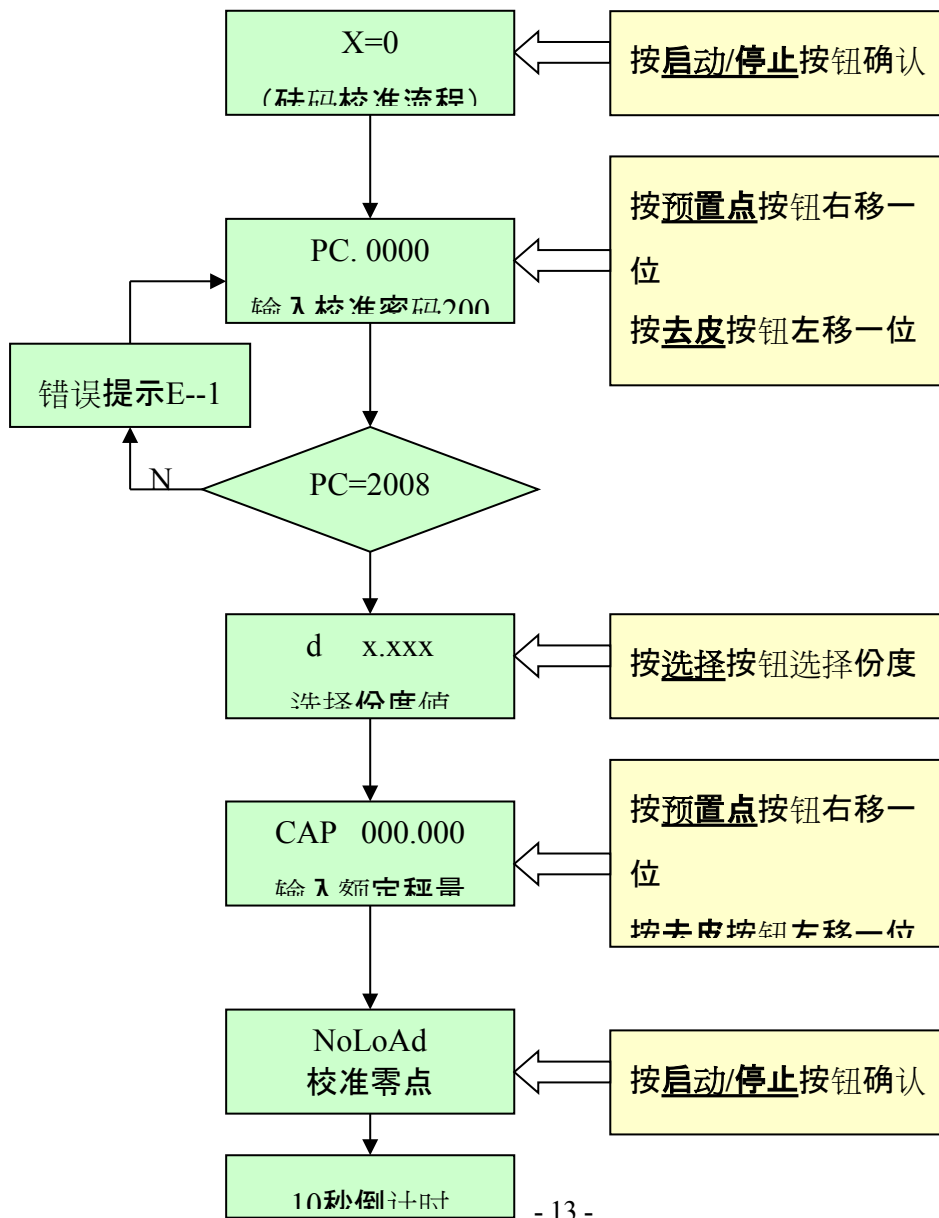 X=0
(砝码校准流程)
按启动/停止按钮确认
PC. 0000
输入校准密码200
按预置点按钮右移一
位
按去皮按钮左移一位
错误提示E--1
N
PC=2008
d x.xxx
选择份度值
按选择按钮选择份度
CAP 000.000
输入额定秤量
按预置点按钮右移一
位
按去皮按钮左移一位
NoLoAd
校准零点
按启动/停止按钮确认
10秒倒计时
- 13 -